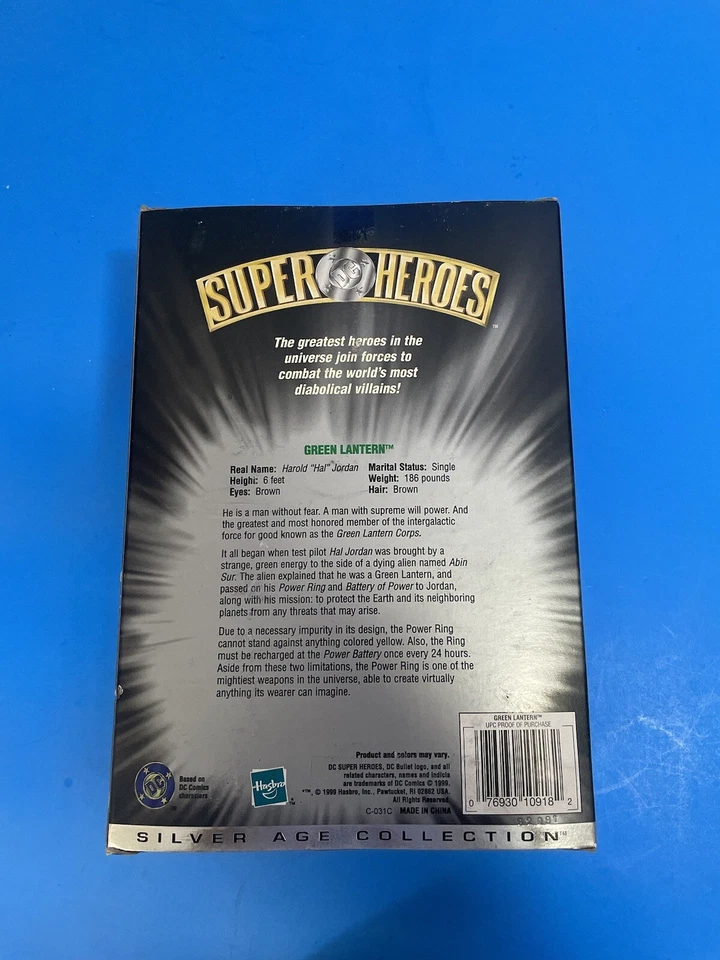 SUPER DC HEROES
™
The greatest heroes in the
universe join forces to
combat the world's most
diabolical villains!
GREEN LANTERN™
Real Name: Harold "Hal" Jordan Marital Status: Single
Height: 6 feet Weight: 186 pounds
Eyes: Brown Hair: Brown
He is a man without fear. A man with supreme will power. And
the greatest and most honored member of the intergalactic
force for good known as the Green Lantern Corps.
It all began when test pilot Hal Jordan was brought by a
strange, green energy to the side of a dying alien named Abin
Sur. The alien explained that he was a Green Lantern, and
passed on his Power Ring and Battery of Power to Jordan,
along with his mission: to protect the Earth and its neighboring
planets from any threats that may arise.
Due to a necessary impurity in its design, the Power Ring
cannot stand against anything colored yellow. Also, the Ring
must be recharged at the Power Battery once every 24 hours.
Aside from these two limitations, the Power Ring is one of the
mightiest weapons in the universe, able to create virtually
anything its wearer can imagine.
GREEN LANTERN™
UPC PROOF OF PURCHASE
0 76930 10918 2
Product and colors may vary.
DC SUPER HEROES, DC Bullet logo, and all
related characters, names and indicia
are trademarks of DC Comics © 1999.
®*™, © 1999 Hasbro, Inc., Pawtucket, RI 02862 USA
All Rights Reserved.
C-031C MADE IN CHINA
DC
Based on
DC Comics
characters
Hasbro
SILVER AGE COLLECTION™